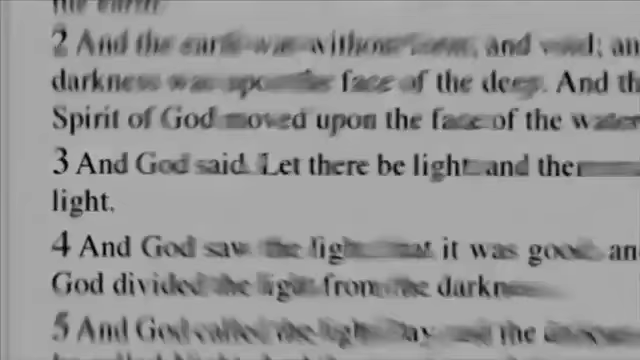 the earth
2 And the earth was without form, and void; an
darkness was upon the face of the deep. And th
Spirit of God moved upon the face of the water
3 And God said, Let there be light: and there
light.
4 And God saw the light, that it was good: an
God divided the light from the darkness
5 And God called the light Day, and the